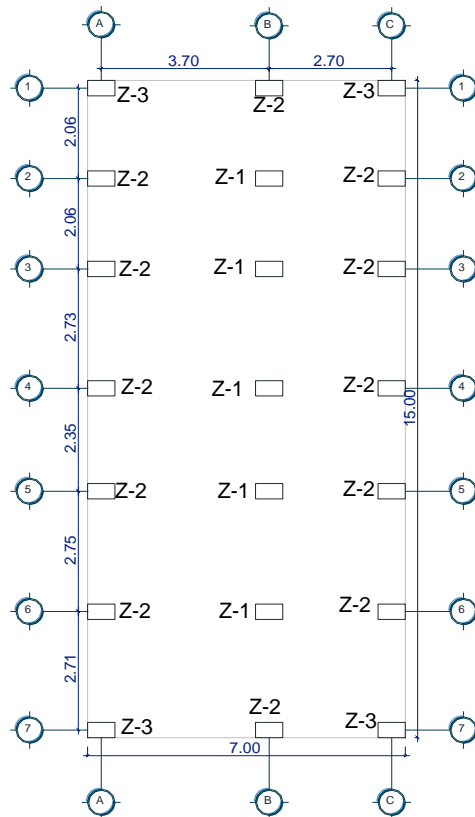 A B C
3.70 2.70
1 Z-3 Z-2 Z-3 1
2.06
2 Z-2 Z-1 Z-2 2
2.06
3 Z-2 Z-1 Z-2 3
2.73
4 Z-2 Z-1 Z-2 4
15.00
2.35
5 Z-2 Z-1 Z-2 5
2.75
6 Z-2 Z-1 Z-2 6
2.71
7 Z-3 Z-2 Z-3 7
7.00
A B C